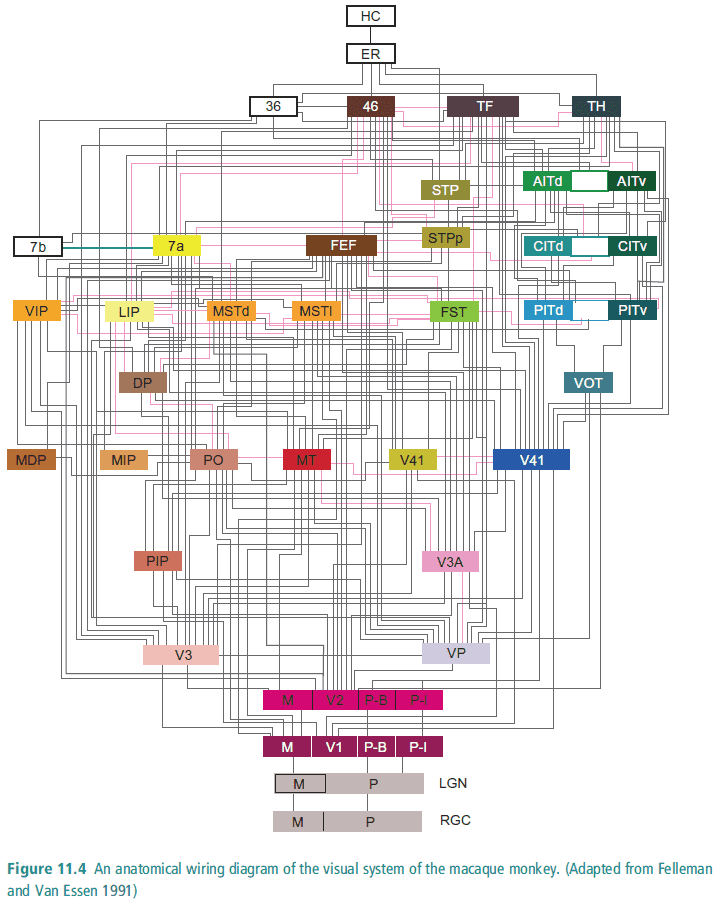 HC
ER
36 46 TF TH
STP AITd AITv
7b 7a FEF STPp CITd CITv
VIP LIP MSTd MSTl FST PITd PITv
DP VOT
MDP MIP PO MT V41 V41
PIP V3A
V3 VP
M V2 P-B P-I
M V1 P-B P-I
M P LGN
M P RGC
Figure 11.4 An anatomical wiring diagram of the visual system of the macaque monkey. (Adapted from Felleman
and Van Essen 1991)